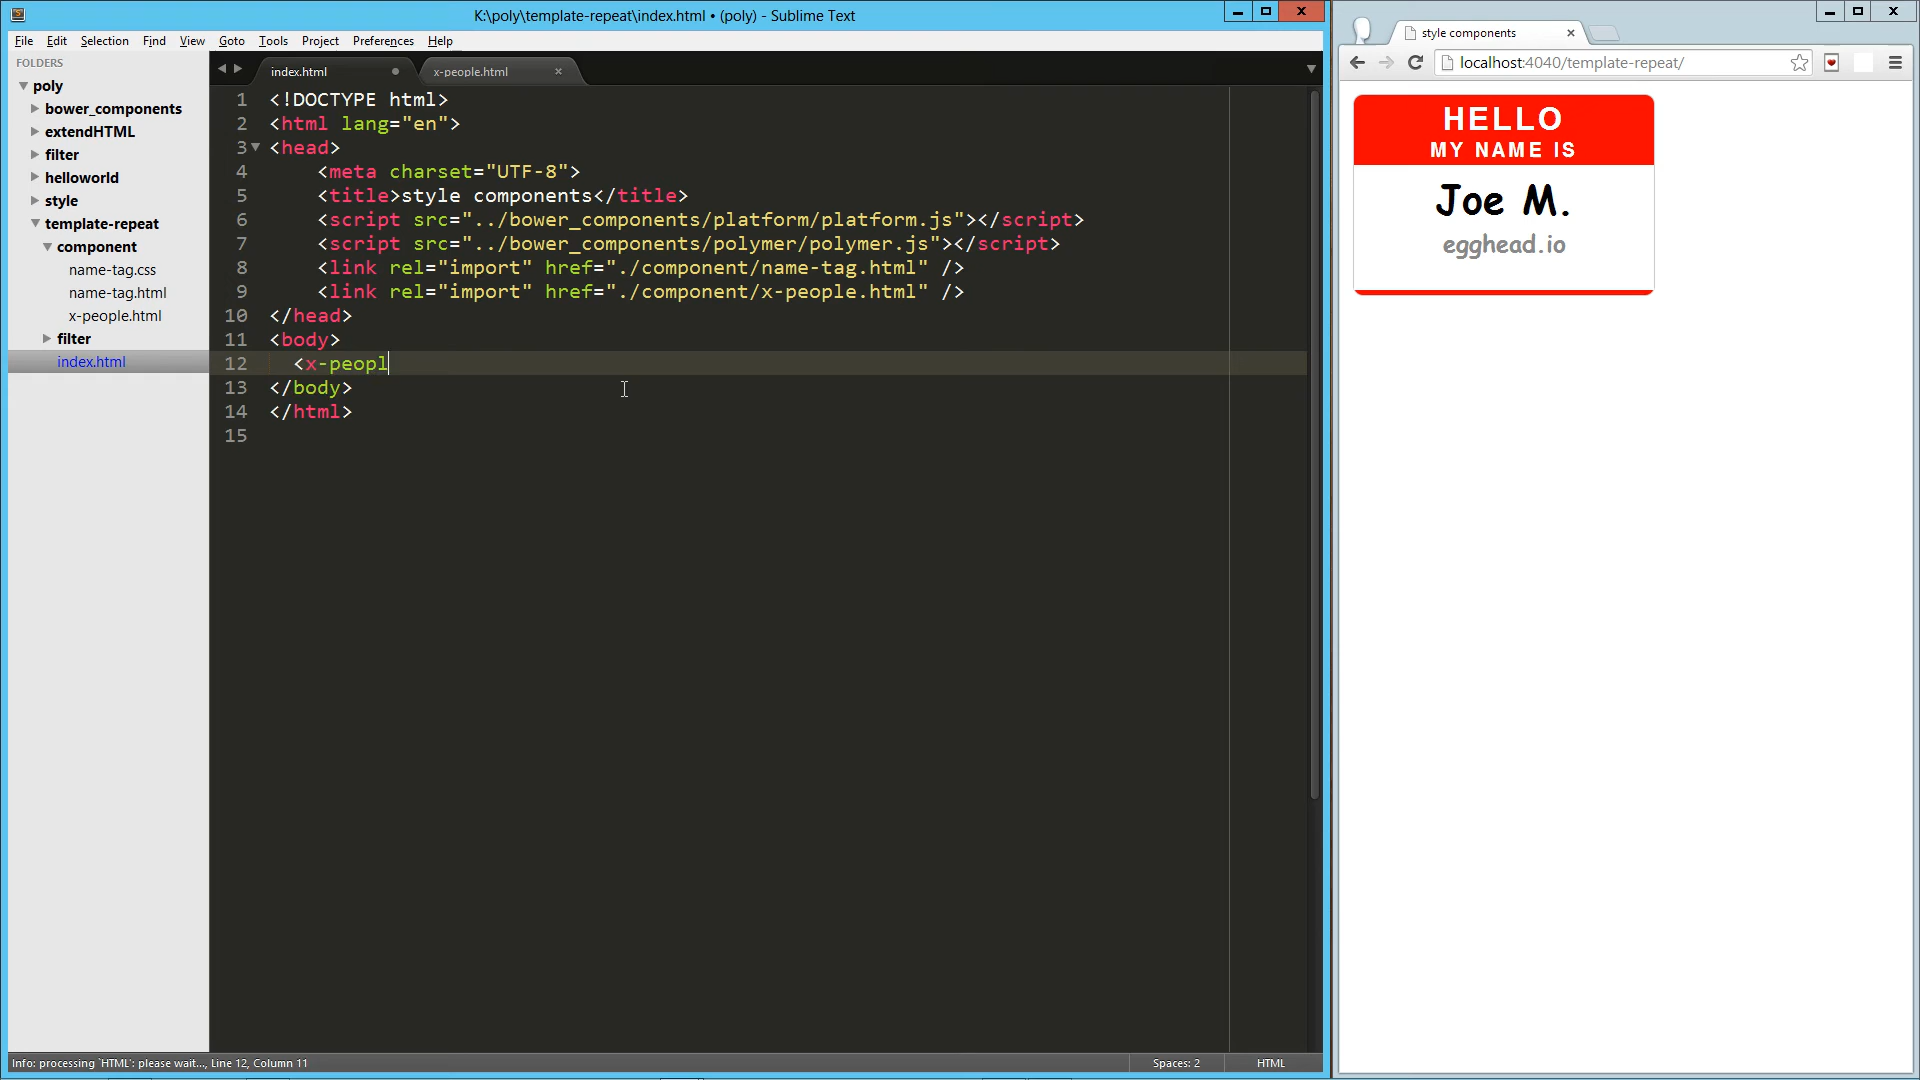 K:\poly\template-repeat\index.html • (poly) - Sublime Text
File Edit Selection Find View Goto Tools Project Preferences Help
FOLDERS
poly
bower_components
extendHTML
filter
helloworld
style
template-repeat
component
name-tag.css
name-tag.html
x-people.html
filter
index.html
index.html
x-people.html
1 <!DOCTYPE html>
2 <html lang="en">
3 <head>
4 <meta charset="UTF-8">
5 <title>style components</title>
6 <script src="../bower_components/platform/platform.js"></script>
7 <script src="../bower_components/polymer/polymer.js"></script>
8 <link rel="import" href="./component/name-tag.html" />
9 <link rel="import" href="./component/x-people.html" />
10 </head>
11 <body>
12 <x-peopl
13 </body>
14 </html>
15
Info: processing `HTML': please wait..., Line 12, Column 11
Spaces: 2
HTML
style components
localhost:4040/template-repeat/
HELLO
MY NAME IS
Joe M.
egghead.io